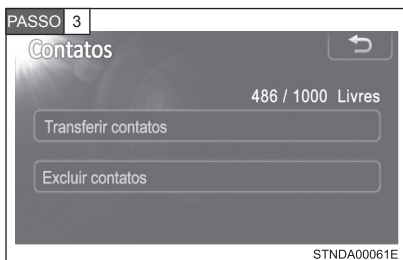 PASSO 3
Contatos
486 / 1000 Livres
Transferir contatos
Excluir contatos
STNDA00061E